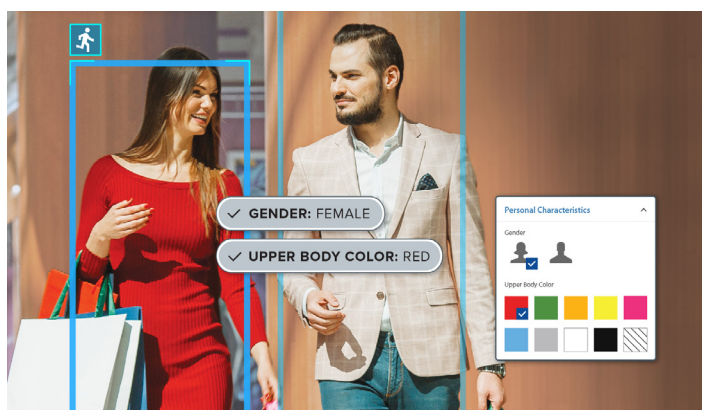 GENDER: FEMALE
UPPER BODY COLOR: RED
Personal Characteristics
Gender
Upper Body Color